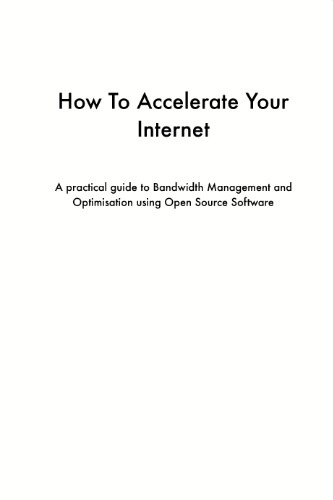 How To Accelerate Your
Internet
A practical guide to Bandwidth Management and
Optimisation using Open Source Software